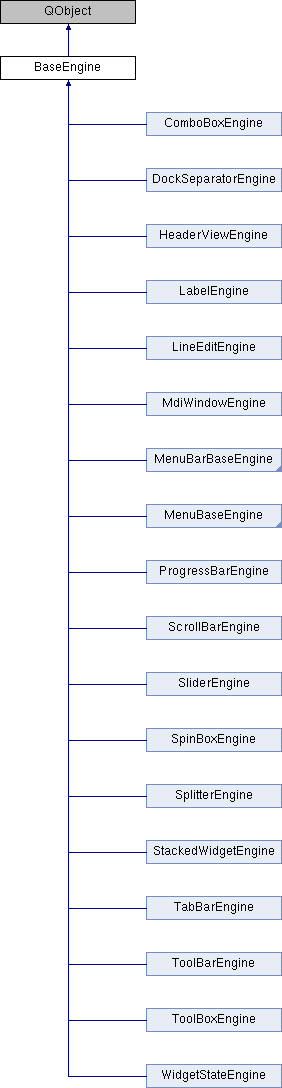 QObject
BaseEngine
ComboBoxEngine
DockSeparatorEngine
HeaderViewEngine
LabelEngine
LineEditEngine
MdiWindowEngine
MenuBarBaseEngine
MenuBaseEngine
ProgressBarEngine
ScrollBarEngine
SliderEngine
SpinBoxEngine
SplitterEngine
StackedWidgetEngine
TabBarEngine
ToolBarEngine
ToolBoxEngine
WidgetStateEngine